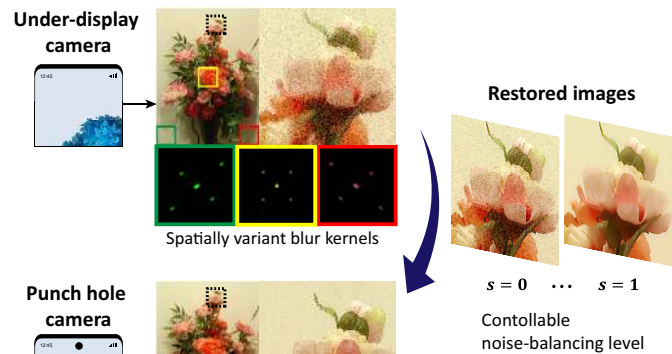 Under-display
camera
12:45
Spatially variant blur kernels
Restored images
s = 0 ... s = 1
Contollable
noise-balancing level
Punch hole
camera
12:45